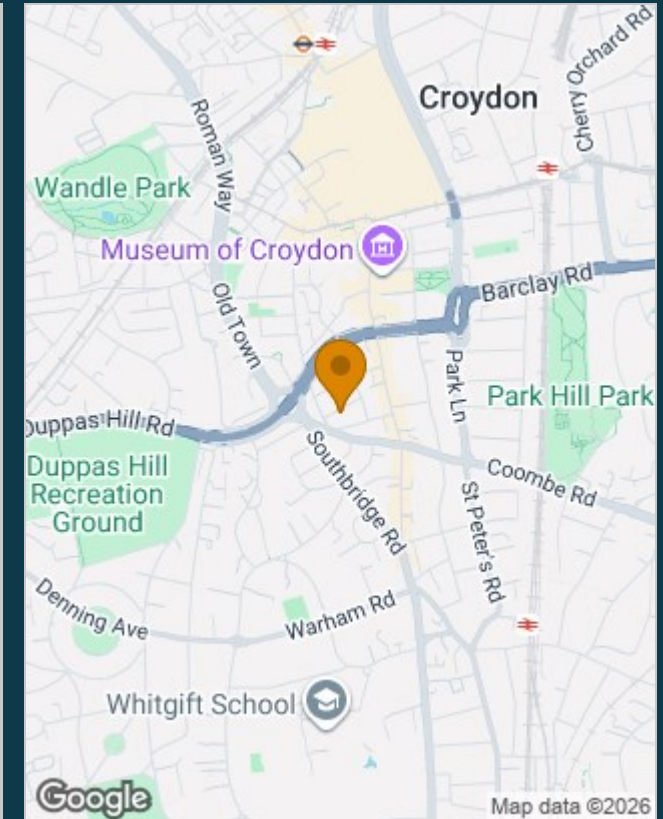 Croydon
Cherry Orchard Rd
Roman Way
Wandle Park
Museum of Croydon
Barclay Rd
Old Town
Park Ln
Park Hill Park
Duppas Hill Rd
Duppas Hill
Recreation
Ground
Southbridge Rd
Coombe Rd
St Peter's Rd
Denning Ave
Warham Rd
Whitgift School
Google
Map data ©2026